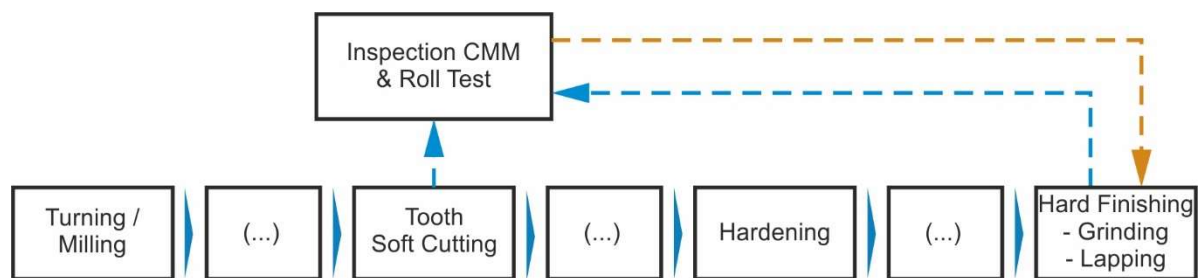 Inspection CMM
& Roll Test
Turning /
Milling
(...)
Tooth
Soft Cutting
(...)
Hardening
(...)
Hard Finishing
- Grinding
- Lapping